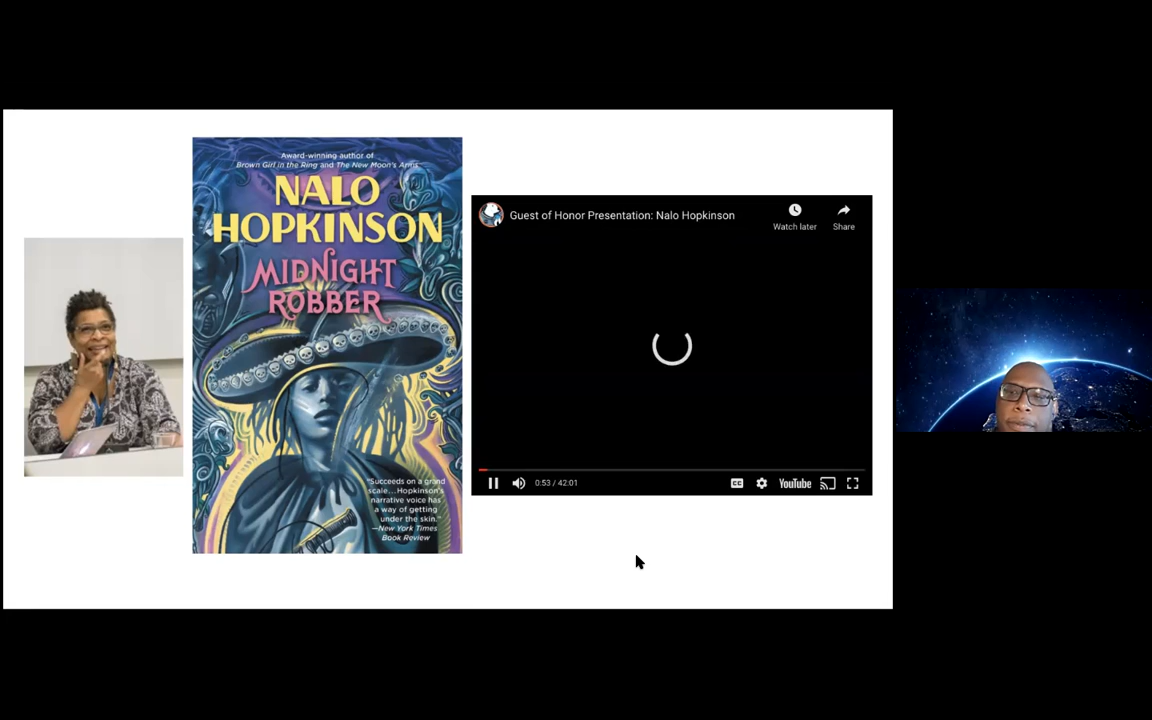 Award-winning author of
Brown Girl in the Ring and The New Moon's Arms
NALO
HOPKINSON
MIDNIGHT
ROBBER
"Succeeds on a grand
scale...Hopkinson's
narrative voice has
a way of getting
under the skin."
—New York Times
Book Review
Guest of Honor Presentation: Nalo Hopkinson
Watch later
Share
0:53 / 42:01
CC
YouTube